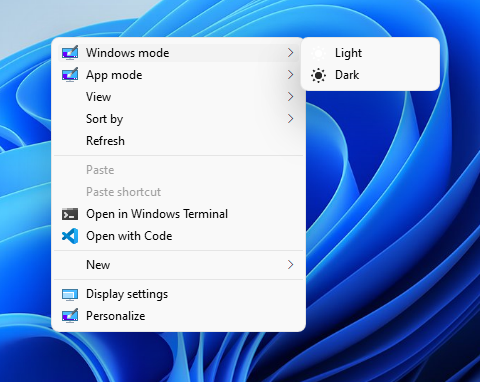 Windows mode
App mode
View
Sort by
Refresh
Paste
Paste shortcut
Open in Windows Terminal
Open with Code
New
Display settings
Personalize
Light
Dark